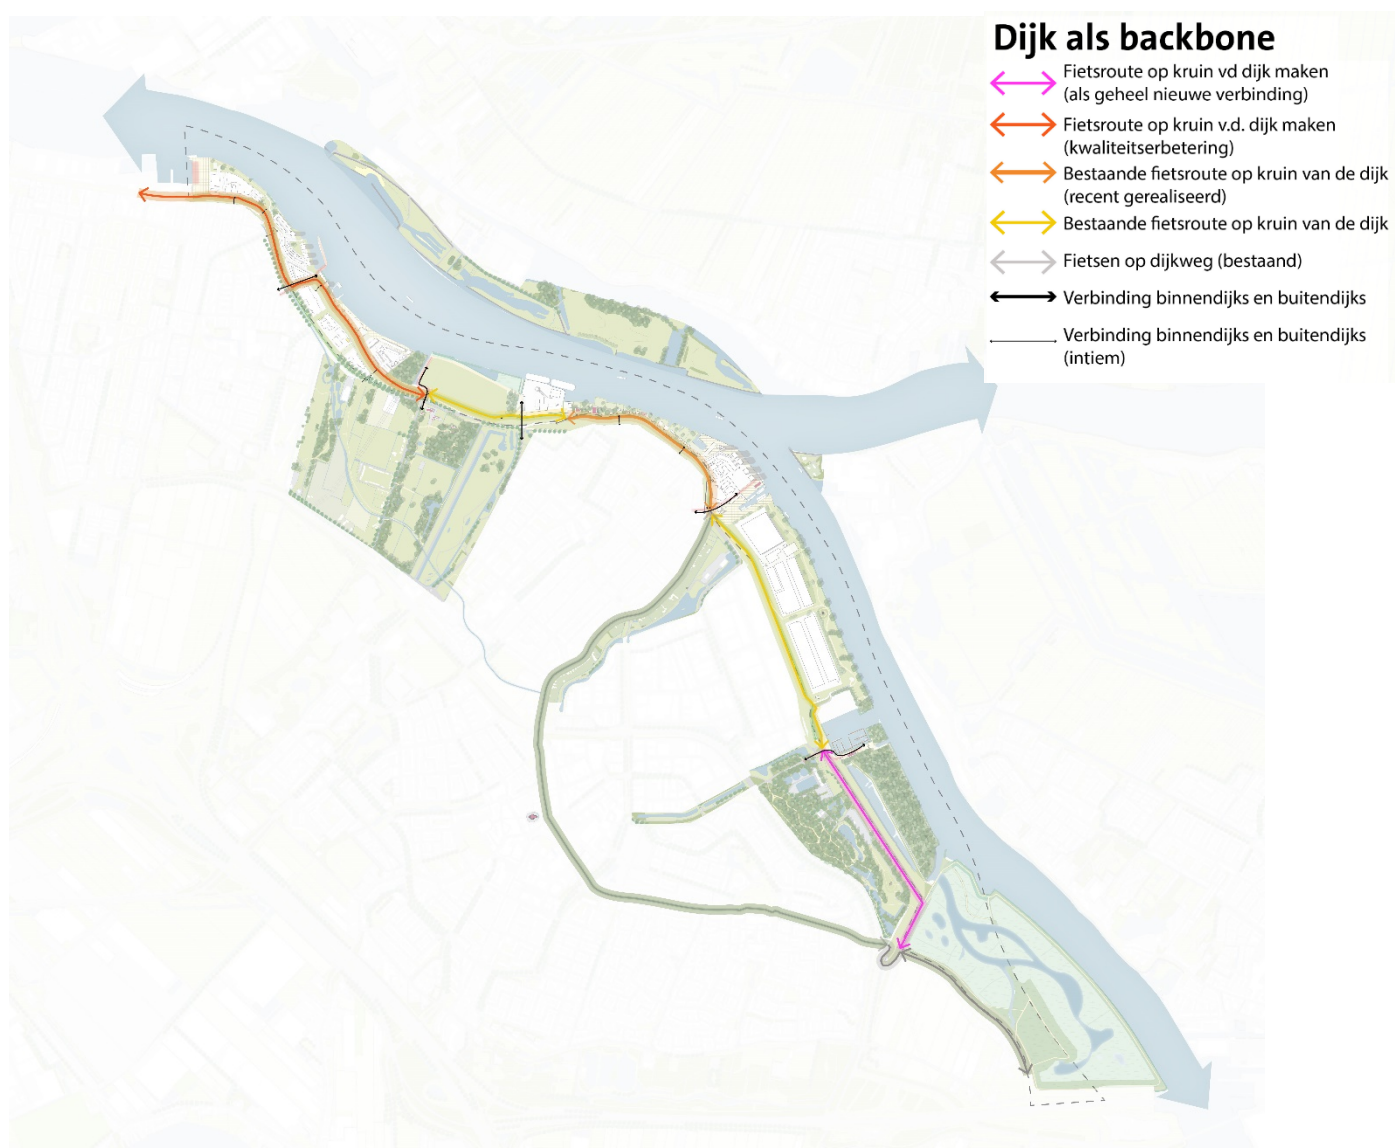 Dijk als backbone
Fietsroute op kruin vd dijk maken
(als geheel nieuwe verbinding)
Fietsroute op kruin v.d. dijk maken
(kwaliteitserbetering)
Bestaande fietsroute op kruin van de dijk
(recent gerealiseerd)
Bestaande fietsroute op kruin van de dijk
Fietsen op dijkweg (bestaand)
Verbinding binnendijks en buitendijks
Verbinding binnendijks en buitendijks
(intiem)